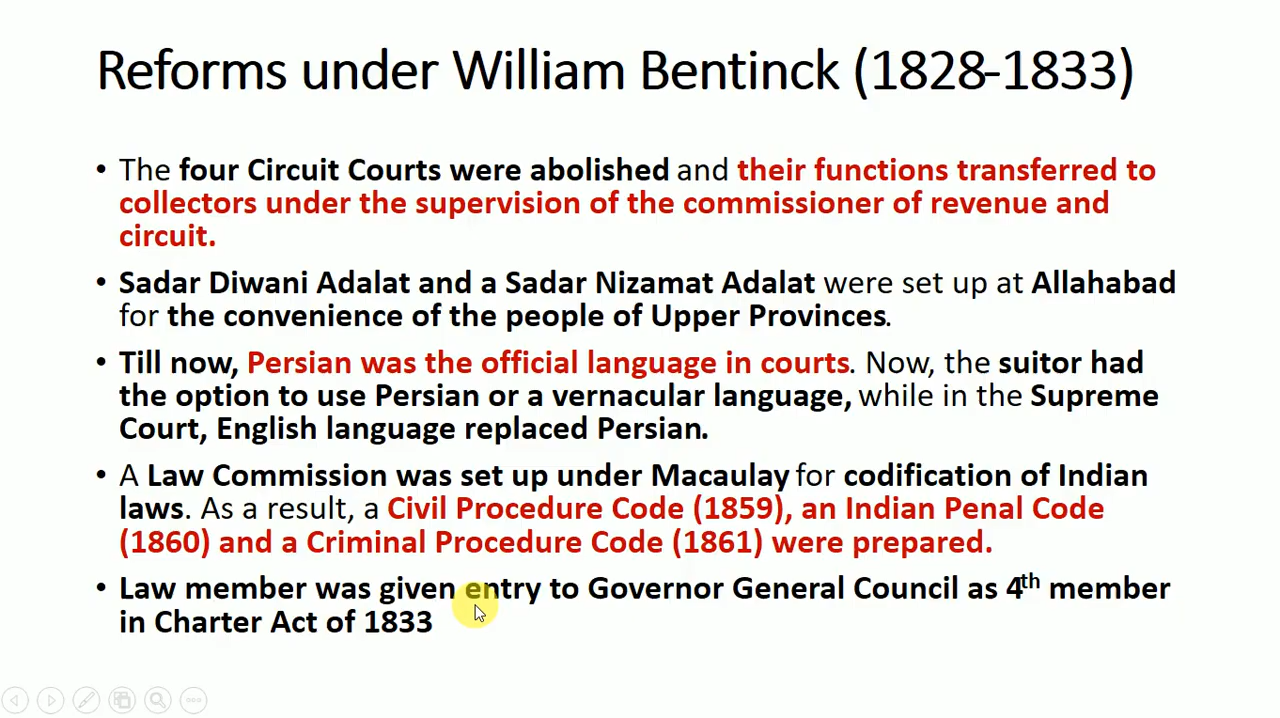 Reforms under William Bentinck (1828-1833)
• The four Circuit Courts were abolished and their functions transferred to
collectors under the supervision of the commissioner of revenue and
circuit.
• Sadar Diwani Adalat and a Sadar Nizamat Adalat were set up at Allahabad
for the convenience of the people of Upper Provinces.
• Till now, Persian was the official language in courts. Now, the suitor had
the option to use Persian or a vernacular language, while in the Supreme
Court, English language replaced Persian.
• A Law Commission was set up under Macaulay for codification of Indian
laws. As a result, a Civil Procedure Code (1859), an Indian Penal Code
(1860) and a Criminal Procedure Code (1861) were prepared.
• Law member was given entry to Governor General Council as 4th member
in Charter Act of 1833